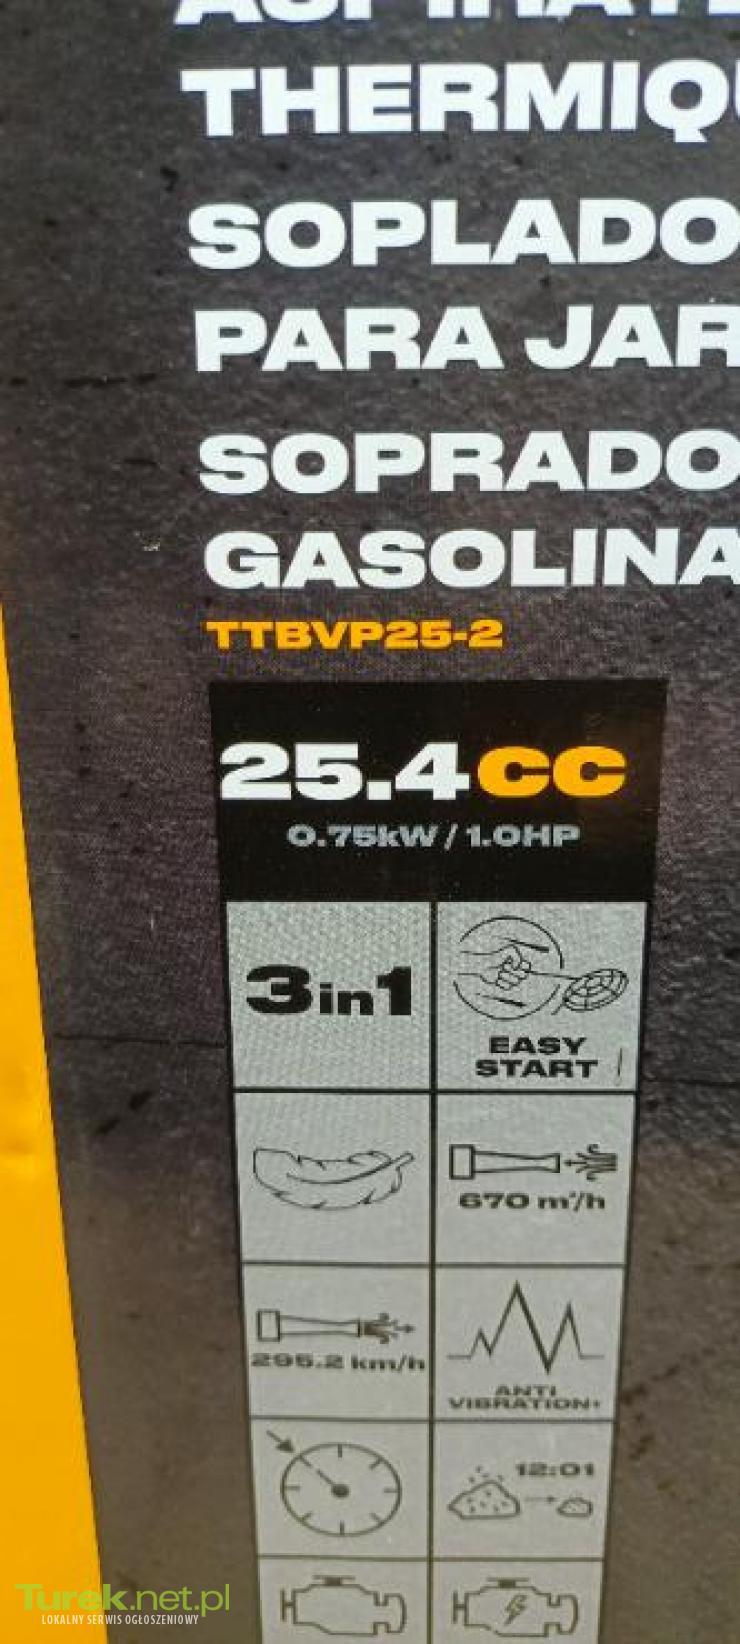 THERMIQU
SOPLADO
PARA JAR
SOPRADO
GASOLINA
TTBVP25-2
25.4CC
0.75kW / 1.0HP
3in1
EASY
START
670 m³/h
295.2 km/h
ANTI
VIBRATION+
12:01
Turek.net.pl
LOKALNY SERWIS OGŁOSZENIOWY